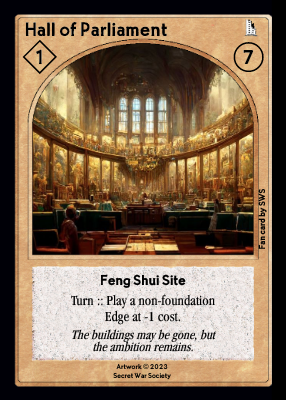 Hall of Parliament
1
7
Fan card by SWS
Feng Shui Site
Turn :: Play a non-foundation
Edge at -1 cost.
The buildings may be gone, but
the ambition remains.
Artwork © 2023
Secret War Society